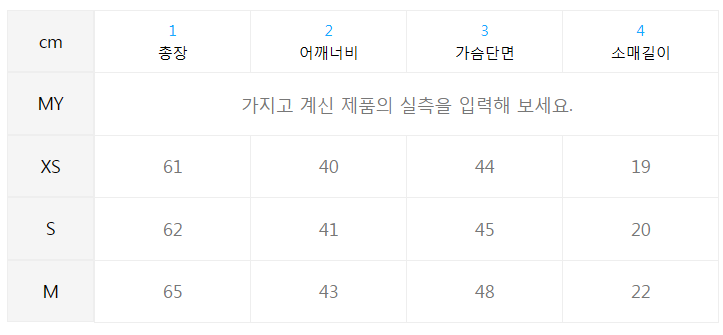 cm 1 2 3 4
총장 어깨너비 가슴단면 소매길이
MY 가지고 계신 제품의 실측을 입력해 보세요.
XS 61 40 44 19
S 62 41 45 20
M 65 43 48 22